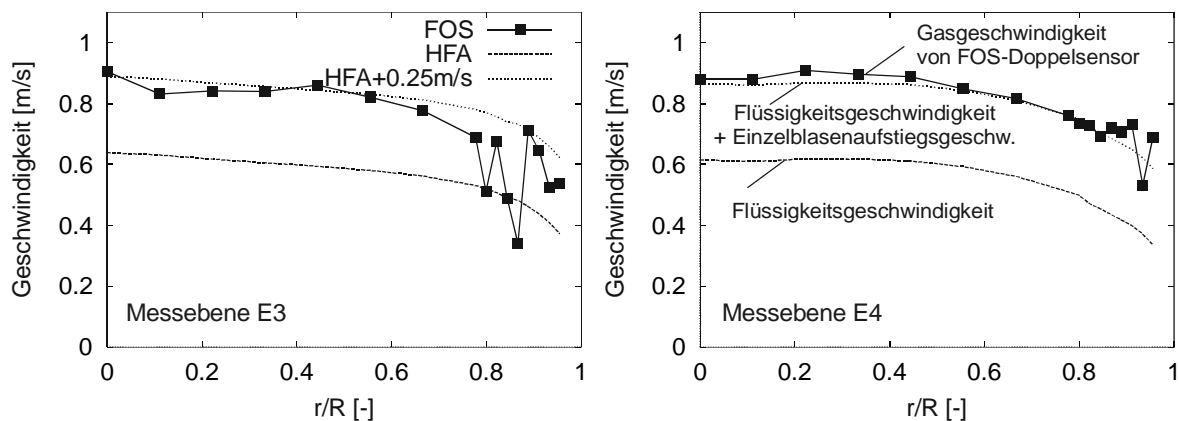 1
0.8
0.6
0.4
0.2
0
Geschwindigkeit [m/s]
FOS
HFA
HFA+0.25m/s
Messebene E3
0
0.2
0.4
0.6
0.8
1
r/R [-]
1
0.8
0.6
0.4
0.2
0
Geschwindigkeit [m/s]
Gasgeschwindigkeit
von FOS-Doppelsensor
Flüssigkeitsgeschwindigkeit
+ Einzelblasenaufstiegsgeschw.
Flüssigkeitsgeschwindigkeit
Messebene E4
0
0.2
0.4
0.6
0.8
1
r/R [-]